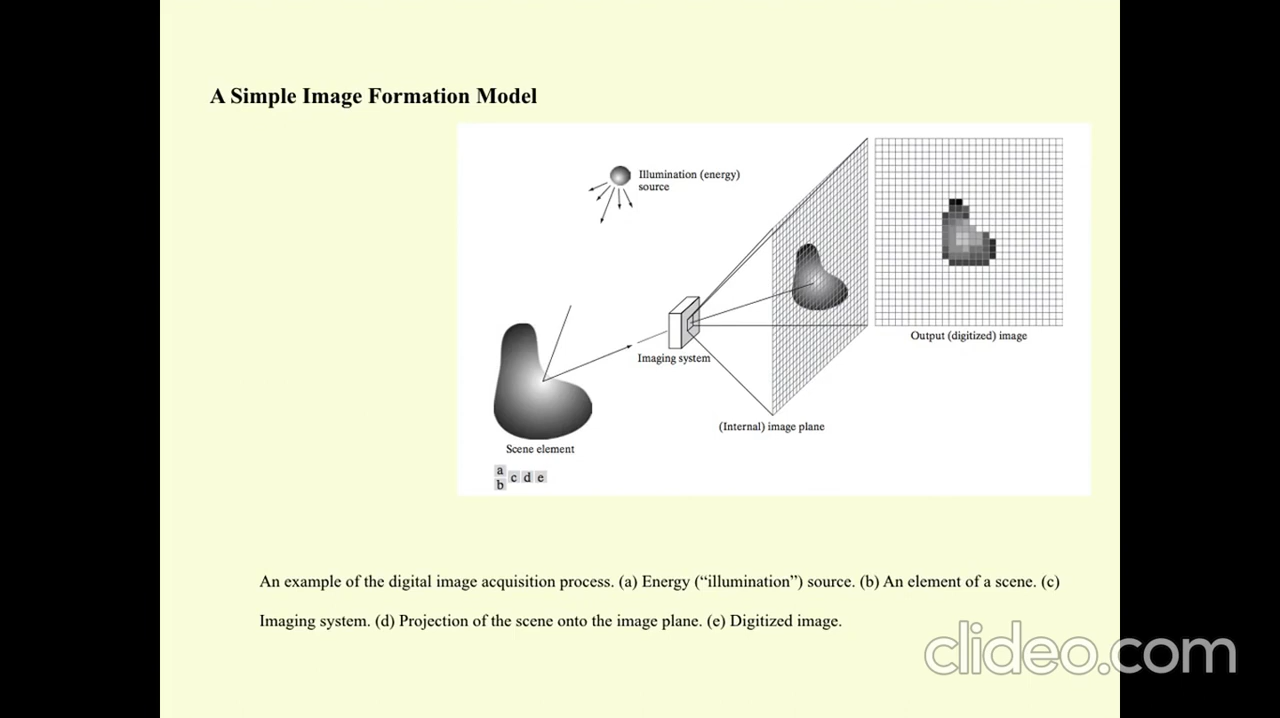 A Simple Image Formation Model
Illumination (energy)
source
Output (digitized) image
Imaging system
(Internal) image plane
Scene element
a
b
c d e
An example of the digital image acquisition process. (a) Energy (“illumination”) source. (b) An element of a scene. (c)
Imaging system. (d) Projection of the scene onto the image plane. (e) Digitized image.
clideo.com